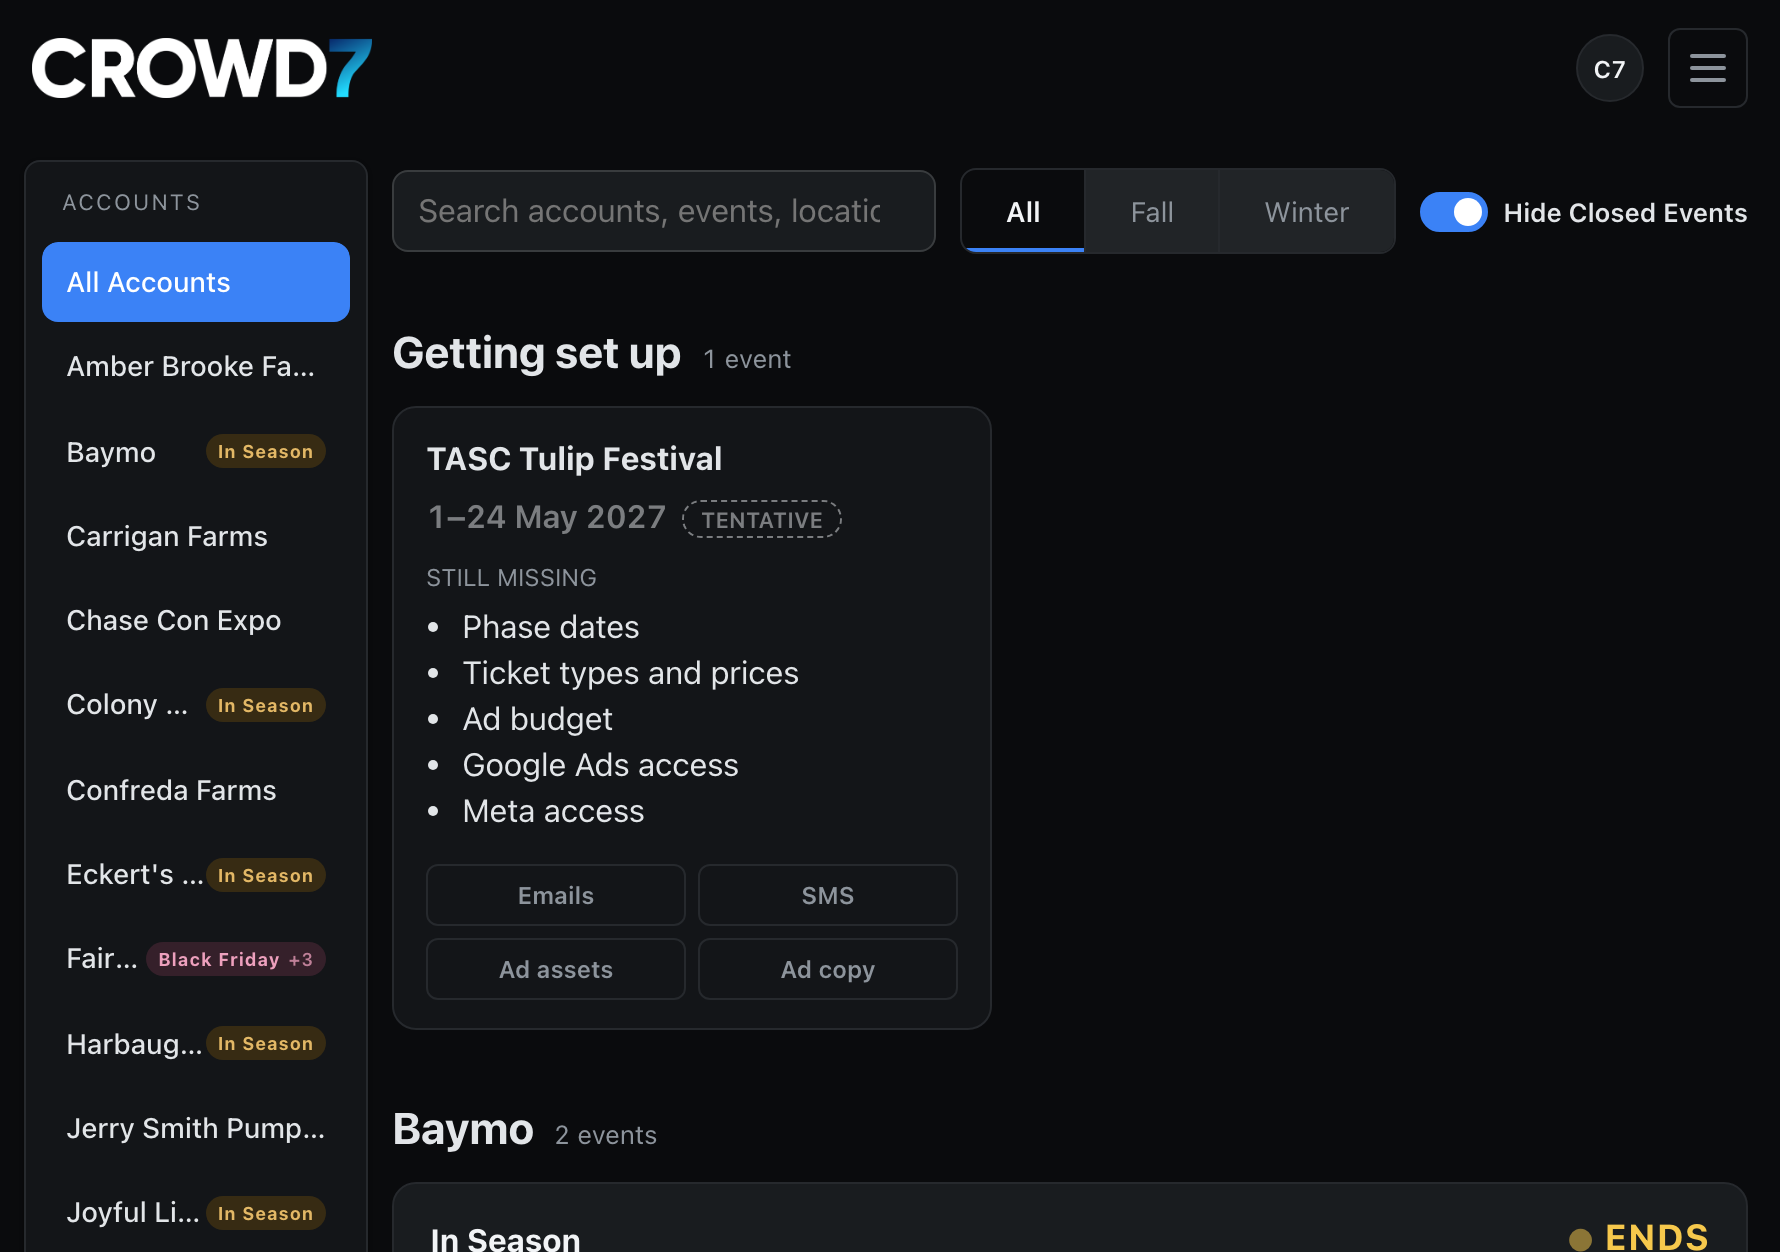 CROWD7
C7
ACCOUNTS
All Accounts
Amber Brooke Fa...
Baymo
In Season
Carrigan Farms
Chase Con Expo
Colony ...
In Season
Confreda Farms
Eckert's ...
In Season
Fair...
Black Friday +3
Harbaug...
In Season
Jerry Smith Pump...
Joyful Li...
In Season
Search accounts, events, locatic
All
Fall
Winter
Hide Closed Events
Getting set up
1 event
TASC Tulip Festival
1–24 May 2027
TENTATIVE
STILL MISSING
• Phase dates
• Ticket types and prices
• Ad budget
• Google Ads access
• Meta access
Emails
SMS
Ad assets
Ad copy
Baymo
2 events
In Season
ENDS